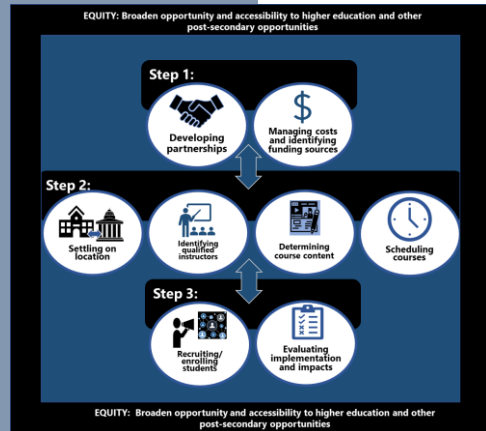 EQUITY: Broaden opportunity and accessibility to higher education and other
post-secondary opportunities
Step 1:
Developing
partnerships
$
Managing costs
and identifying
funding sources
Step 2:
Settling on
location
Identifying
qualified
instructors
Determining
course content
Scheduling
courses
Step 3:
Recruiting/
enrolling
students
Evaluating
implementation
and impacts
EQUITY: Broaden opportunity and accessibility to higher education and other
post-secondary opportunities